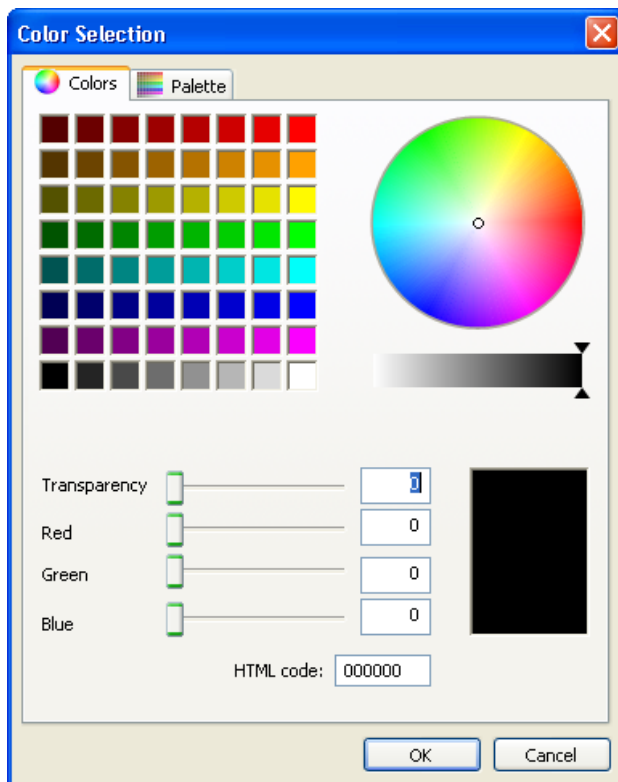 Color Selection
Colors Palette
Transparency 0
Red 0
Green 0
Blue 0
HTML code: 000000
OK Cancel